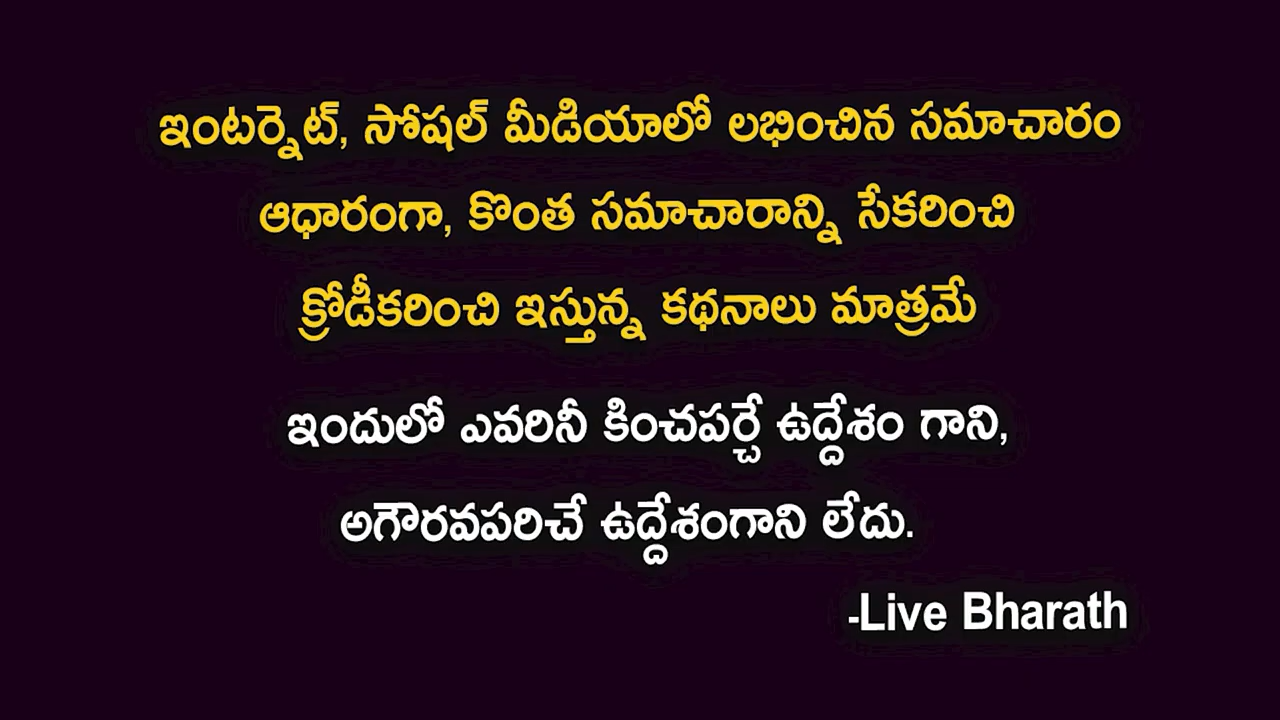 ఇంటర్నెట్, సోషల్ మీడియాలో లభించిన సమాచారం
ఆధారంగా, కొంత సమాచారాన్ని సేకరించి
క్రోడీకరించి ఇస్తున్న కథనాలు మాత్రమే
ఇందులో ఎవరినీ కించపర్చే ఉద్దేశం గాని,
అగౌరవపరిచే ఉద్దేశంగాని లేదు.
-Live Bharath